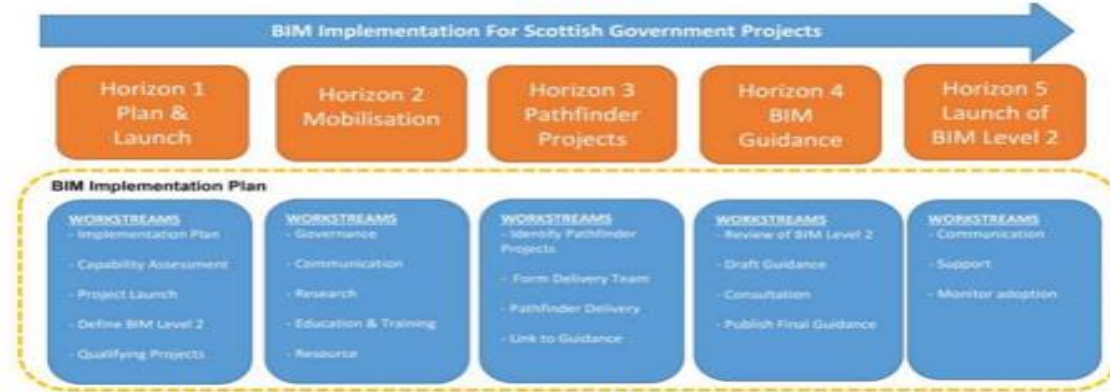 BIM Implementation For Scottish Government Projects
Horizon 1
Plan &
Launch
Horizon 2
Mobilisation
Horizon 3
Pathfinder
Projects
Horizon 4
BIM
Guidance
Horizon 5
Launch of
BIM Level 2
BIM Implementation Plan
WORKSTREAMS
- Implementation Plan
- Capability Assessment
- Project Launch
- Define BIM Level 2
- Qualifying Projects
WORKSTREAMS
- Governance
- Communication
- Research
- Education & Training
- Resource
WORKSTREAMS
- Identify Pathfinder
Projects
- Form Delivery Team
- Pathfinder Delivery
- Link to Guidance
WORKSTREAMS
- Review of BIM Level 2
- Draft Guidance
- Consultation
- Publish Final Guidance
WORKSTREAMS
- Communication
- Support
- Monitor adoption